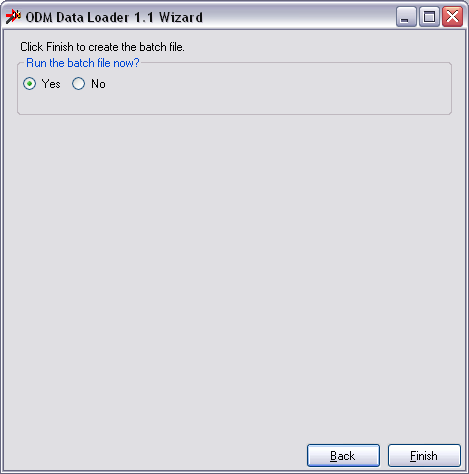 ODM Data Loader 1.1 Wizard
Click Finish to create the batch file.
Run the batch file now?
Yes No
Back Finish